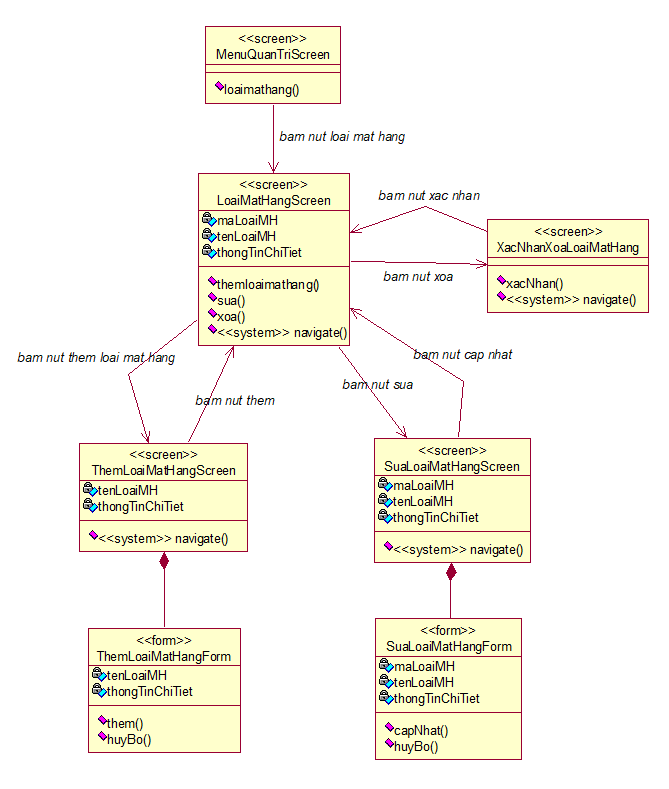 <<screen>>
MenuQuanTriScreen
loaimathang()
bam nut loai mat hang
<<screen>>
LoaiMatHangScreen
maLoaiMH
tenLoaiMH
thongTinChiTiet
themloaimathang()
sua()
xoa()
<<system>> navigate()
bam nut xac nhan
<<screen>>
XacNhanXoaLoaiMatHang
xacNhan()
<<system>> navigate()
bam nut xoa
bam nut them loai mat hang
bam nut them
bam nut cap nhat
bam nut sua
<<screen>>
ThemLoaiMatHangScreen
tenLoaiMH
thongTinChiTiet
<<system>> navigate()
<<screen>>
SuaLoaiMatHangScreen
maLoaiMH
tenLoaiMH
thongTinChiTiet
<<system>> navigate()
<<form>>
ThemLoaiMatHangForm
tenLoaiMH
thongTinChiTiet
them()
huyBo()
<<form>>
SuaLoaiMatHangForm
maLoaiMH
tenLoaiMH
thongTinChiTiet
capNhat()
huyBo()